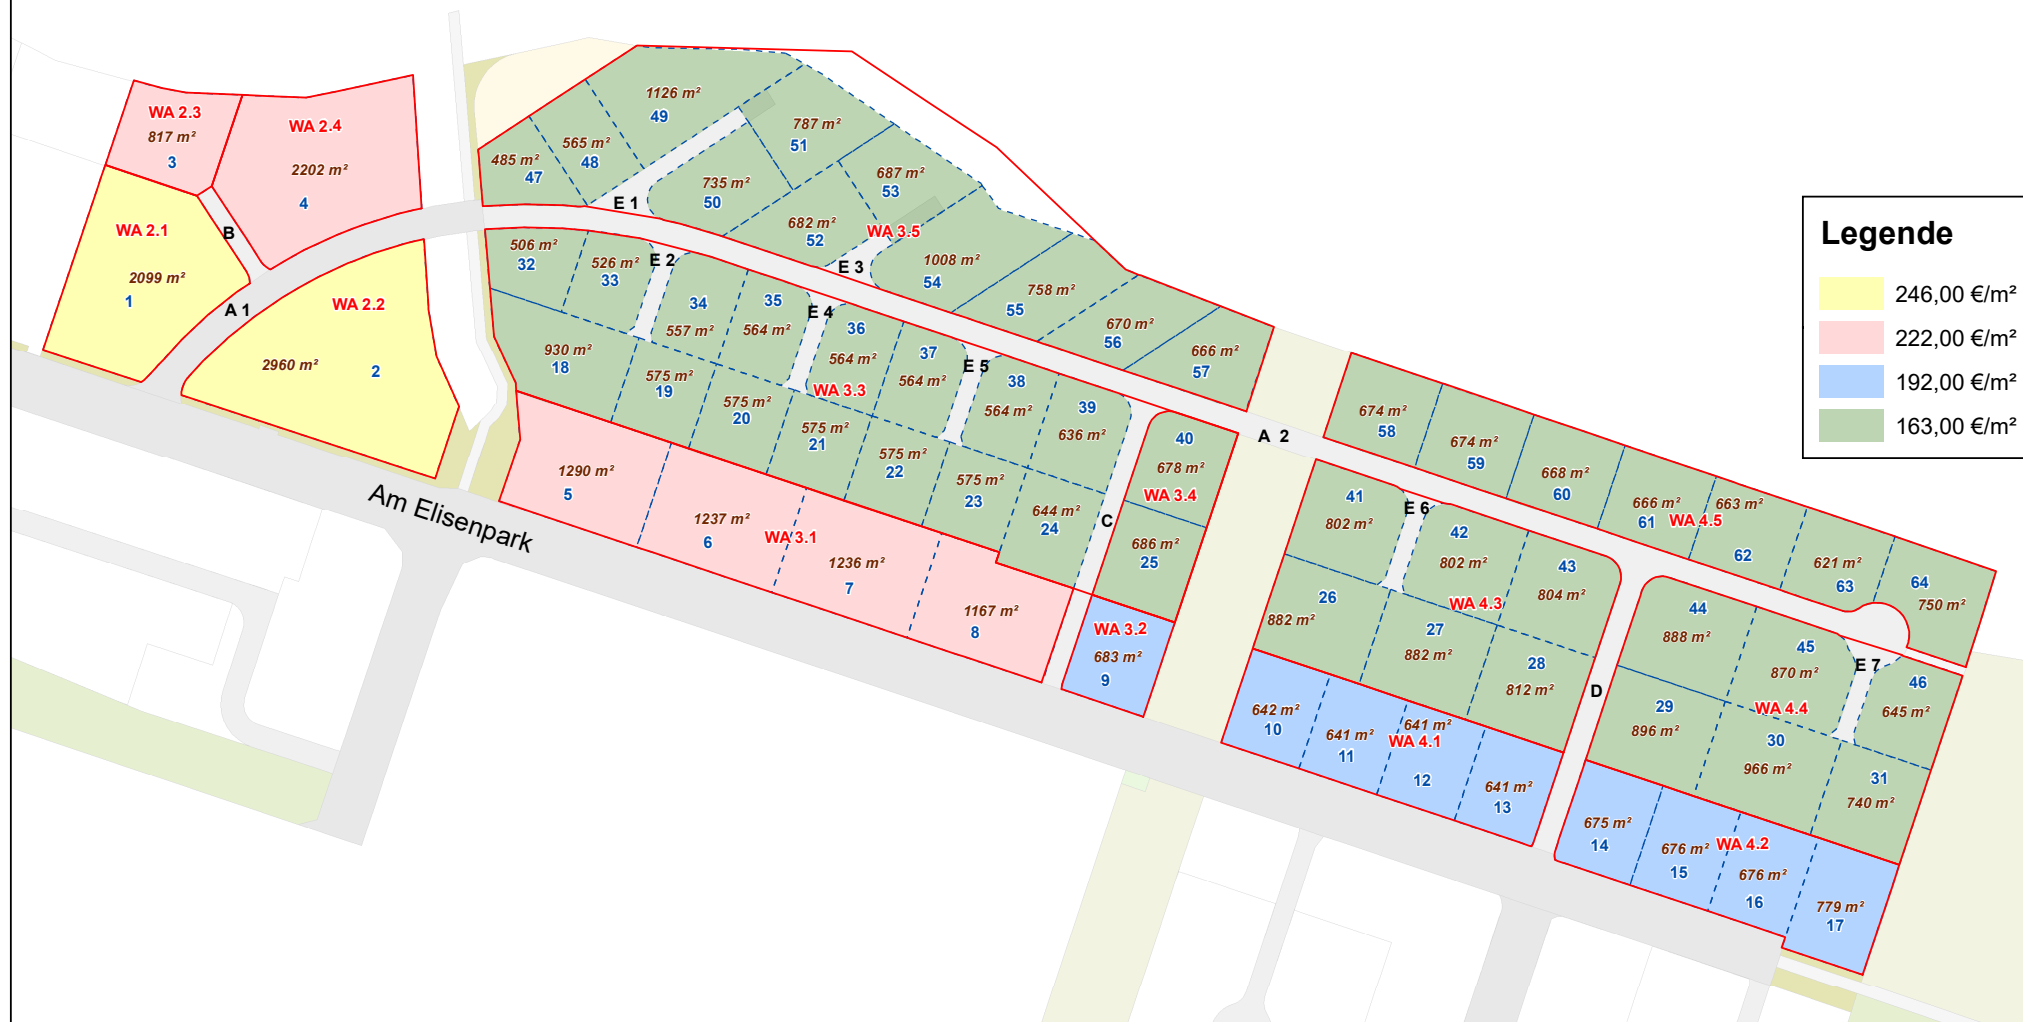 WA 2.3
817 m²
3
WA 2.4
2202 m²
4
WA 2.1
2099 m²
1
B
A 1
WA 2.2
2960 m²
2
Am Elisenpark
1126 m²
49
565 m²
48
485 m²
47
787 m²
51
735 m²
50
687 m²
53
682 m²
52
WA 3.5
E 1
E 2
E 3
1008 m²
54
758 m²
55
670 m²
56
666 m²
57
506 m²
32
526 m²
33
34
557 m²
35
564 m²
E 4
36
564 m²
37
564 m²
E 5
38
564 m²
39
636 m²
WA 3.3
930 m²
18
575 m²
19
575 m²
20
575 m²
21
575 m²
22
575 m²
23
644 m²
24
C
40
678 m²
WA 3.4
686 m²
25
1290 m²
5
1237 m²
6
WA 3.1
1236 m²
7
1167 m²
8
WA 3.2
683 m²
9
A 2
674 m²
58
674 m²
59
668 m²
60
666 m²
61
WA 4.5
663 m²
62
621 m²
63
64
750 m²
41
802 m²
E 6
42
802 m²
43
804 m²
WA 4.3
26
882 m²
27
882 m²
28
812 m²
D
44
888 m²
45
870 m²
E 7
46
645 m²
WA 4.4
29
896 m²
30
966 m²
31
740 m²
642 m²
10
641 m²
11
641 m²
WA 4.1
12
641 m²
13
675 m²
14
676 m²
15
WA 4.2
676 m²
16
779 m²
17
Legende
246,00 €/m²
222,00 €/m²
192,00 €/m²
163,00 €/m²